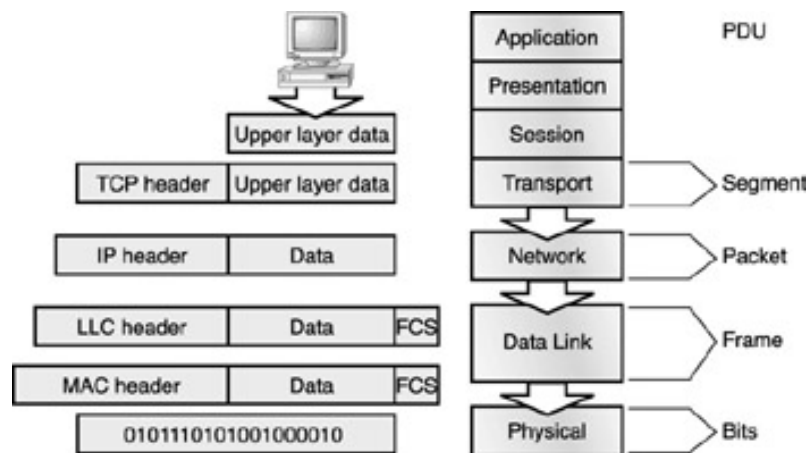 Application
PDU
Presentation
Upper layer data
Session
TCP header
Upper layer data
Transport
Segment
IP header
Data
Network
Packet
LLC header
Data
FCS
Data Link
Frame
MAC header
Data
FCS
0101110101001000010
Physical
Bits